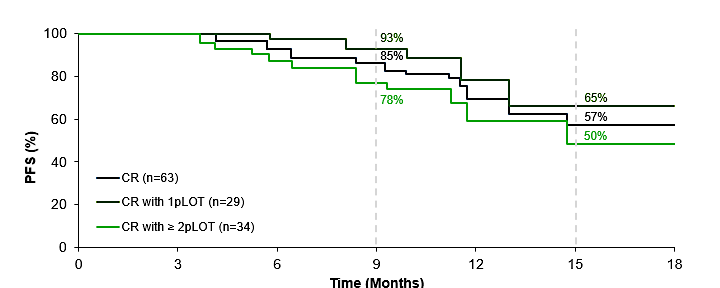 100
80
60
40
20
0
PFS (%)
93%
85%
78%
65%
57%
50%
CR (n=63)
CR with 1pLOT (n=29)
CR with ≥ 2pLOT (n=34)
0 3 6 9 12 15 18
Time (Months)